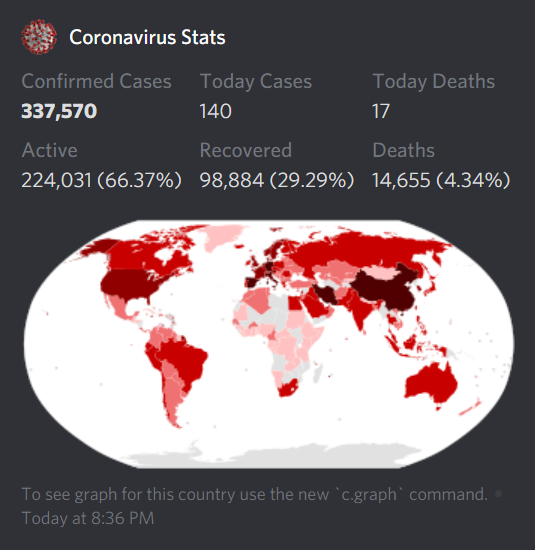 Coronavirus Stats
Confirmed Cases Today Cases Today Deaths
337,570 140 17
Active Recovered Deaths
224,031 (66.37%) 98,884 (29.29%) 14,655 (4.34%)
To see graph for this country use the new `c.graph` command. •
Today at 8:36 PM